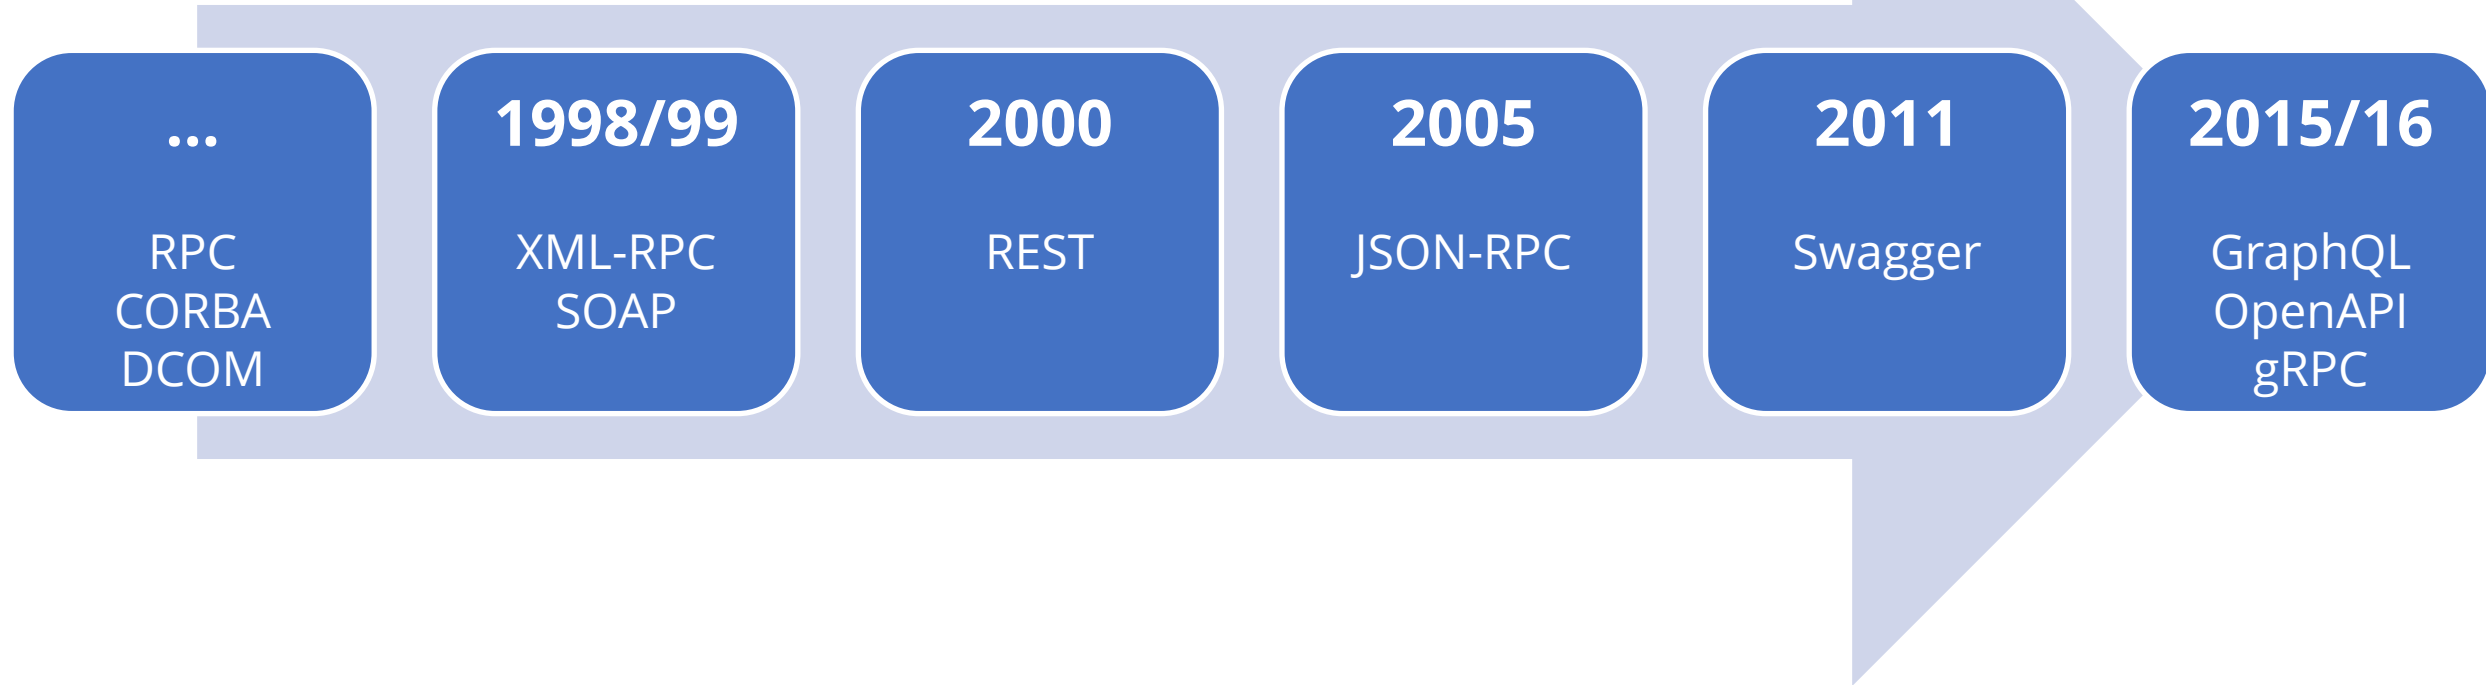 ...
RPC
CORBA
DCOM
1998/99
XML-RPC
SOAP
2000
REST
2005
JSON-RPC
2011
Swagger
2015/16
GraphQL
OpenAPI
gRPC